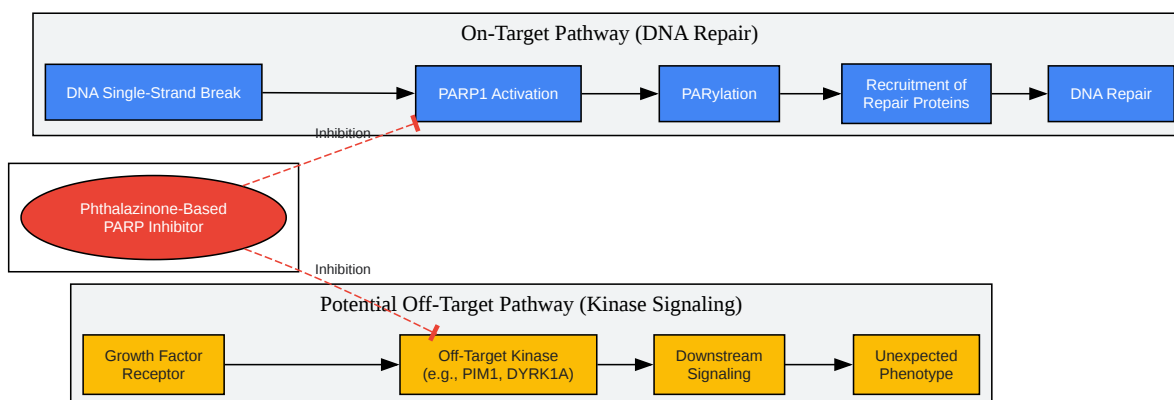 On-Target Pathway (DNA Repair)
DNA Single-Strand Break
PARP1 Activation
PARylation
Recruitment of
Repair Proteins
DNA Repair
Inhibition
Phthalazinone-Based
PARP Inhibitor
Inhibition
Potential Off-Target Pathway (Kinase Signaling)
Growth Factor
Receptor
Off-Target Kinase
(e.g., PIM1, DYRK1A)
Downstream
Signaling
Unexpected
Phenotype